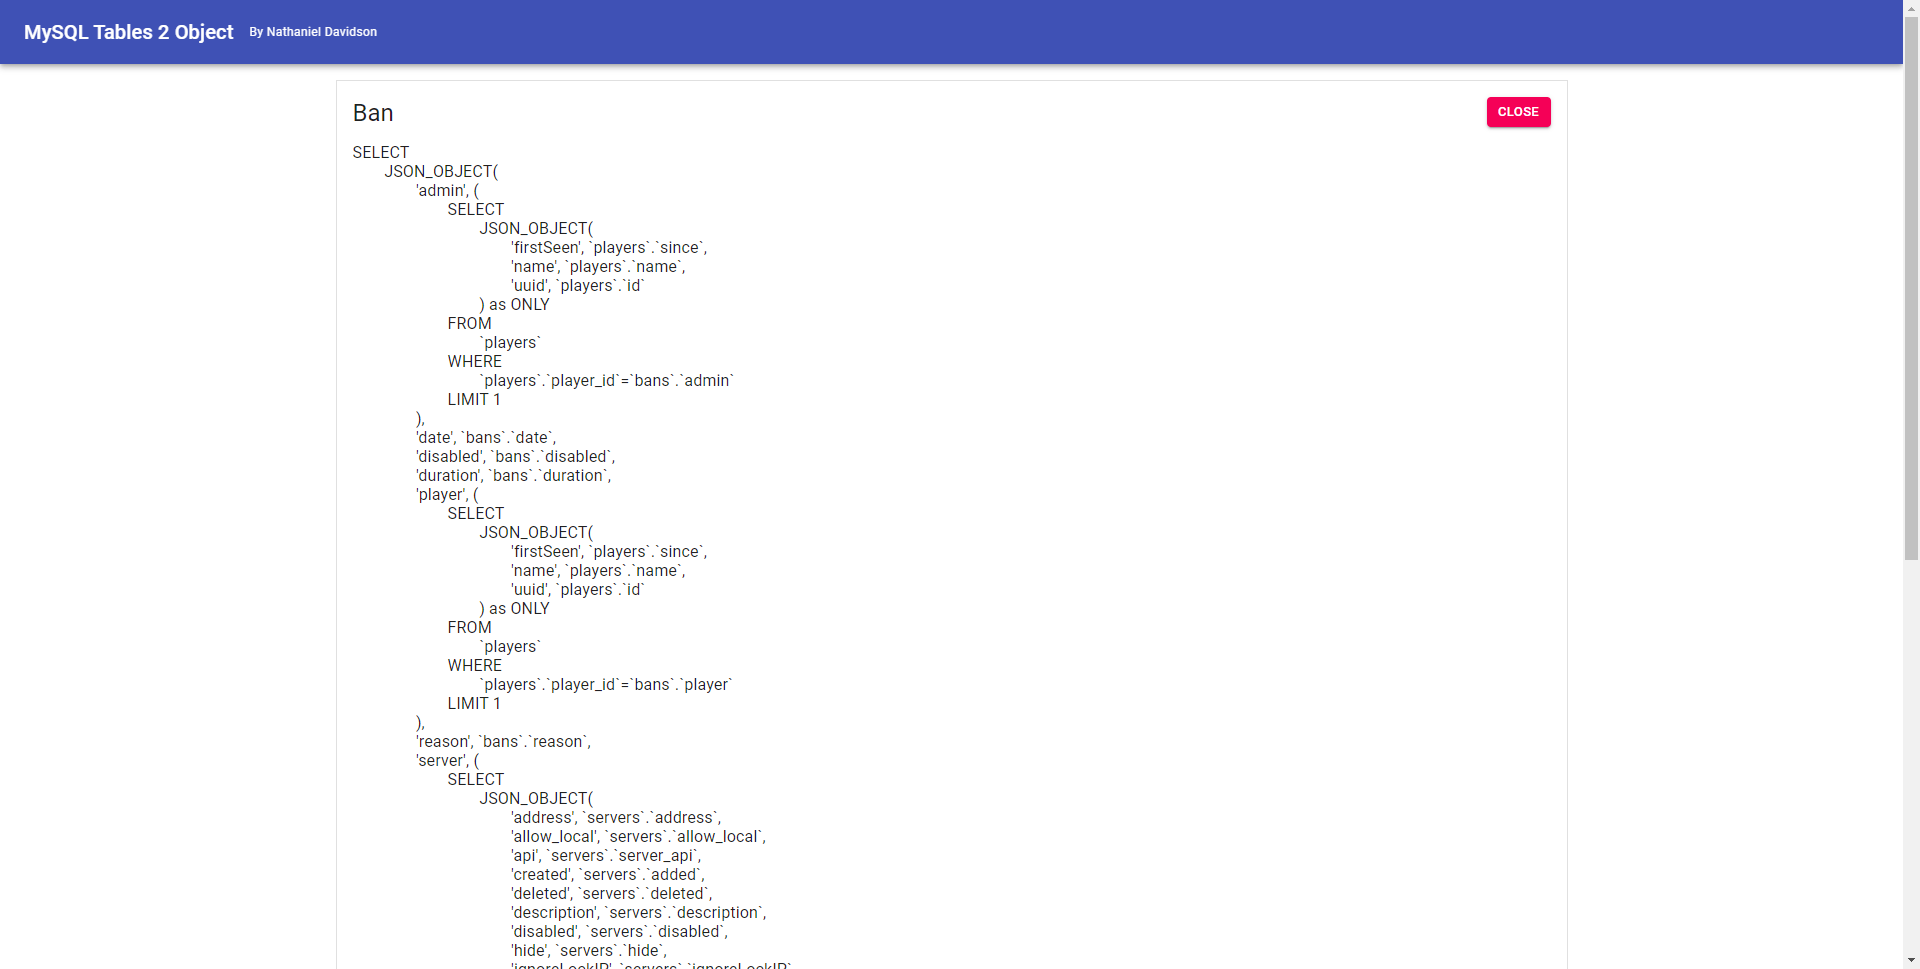 MySQL Tables 2 Object By Nathaniel Davidson
Ban
CLOSE
SELECT
JSON_OBJECT(
'admin', (
SELECT
JSON_OBJECT(
'firstSeen', `players`.`since`,
'name', `players`.`name`,
'uuid', `players`.`id`
) as ONLY
FROM
`players`
WHERE
`players`.`player_id`=`bans`.`admin`
LIMIT 1
),
'date', `bans`.`date`,
'disabled', `bans`.`disabled`,
'duration', `bans`.`duration`,
'player', (
SELECT
JSON_OBJECT(
'firstSeen', `players`.`since`,
'name', `players`.`name`,
'uuid', `players`.`id`
) as ONLY
FROM
`players`
WHERE
`players`.`player_id`=`bans`.`player`
LIMIT 1
),
'reason', `bans`.`reason`,
'server', (
SELECT
JSON_OBJECT(
'address', `servers`.`address`,
'allow_local', `servers`.`allow_local`,
'api', `servers`.`server_api`,
'created', `servers`.`added`,
'deleted', `servers`.`deleted`,
'description', `servers`.`description`,
'disabled', `servers`.`disabled`,
'hide', `servers`.`hide`,
'ignoreLockIP', `servers`.`ignoreLockIP`